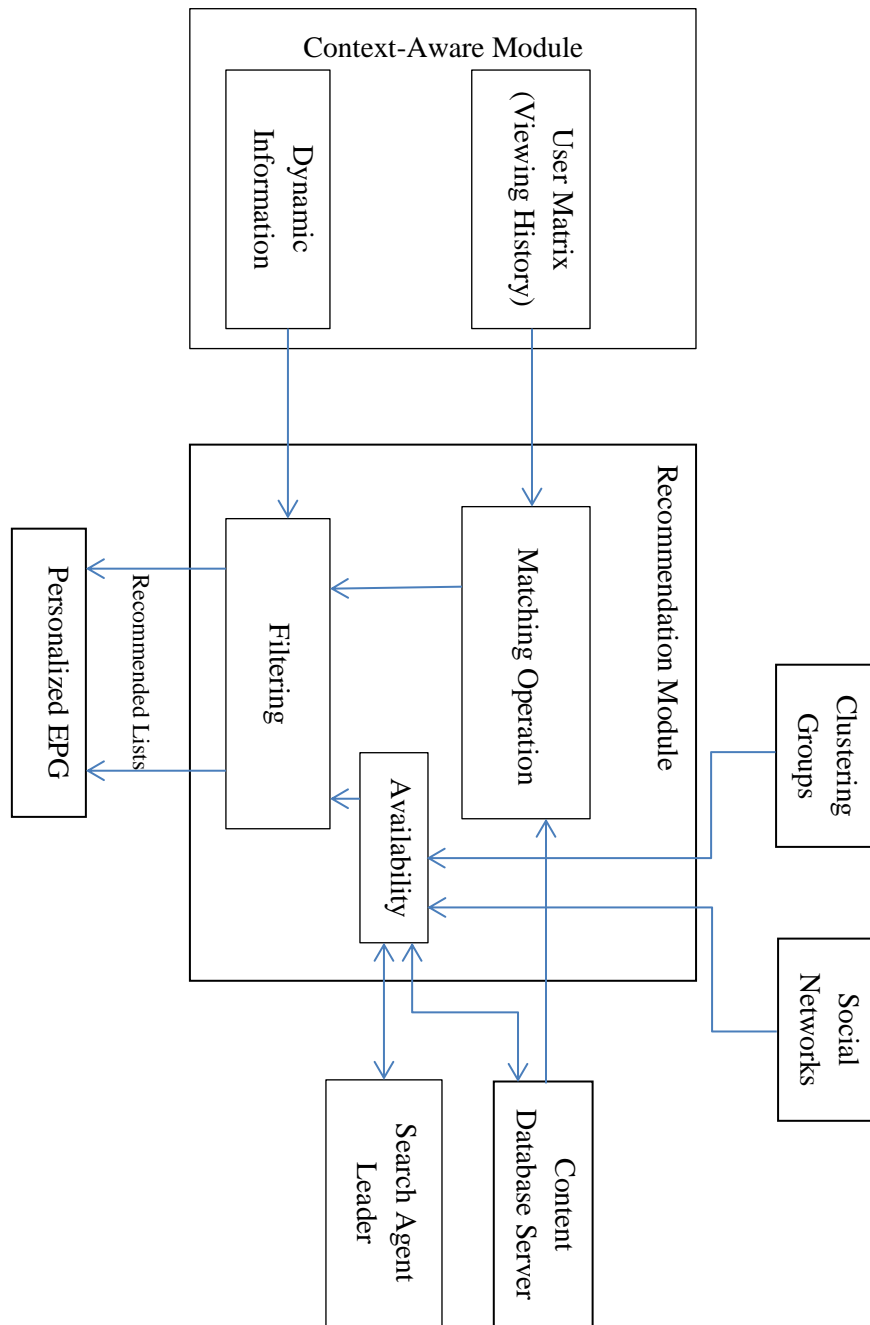 Context-Aware Module
User Matrix
(Viewing History)
Dynamic
Information
Recommendation Module
Matching Operation
Filtering
Availability
Clustering
Groups
Social
Networks
Content
Database Server
Search Agent
Leader
Recommended Lists
Personalized EPG